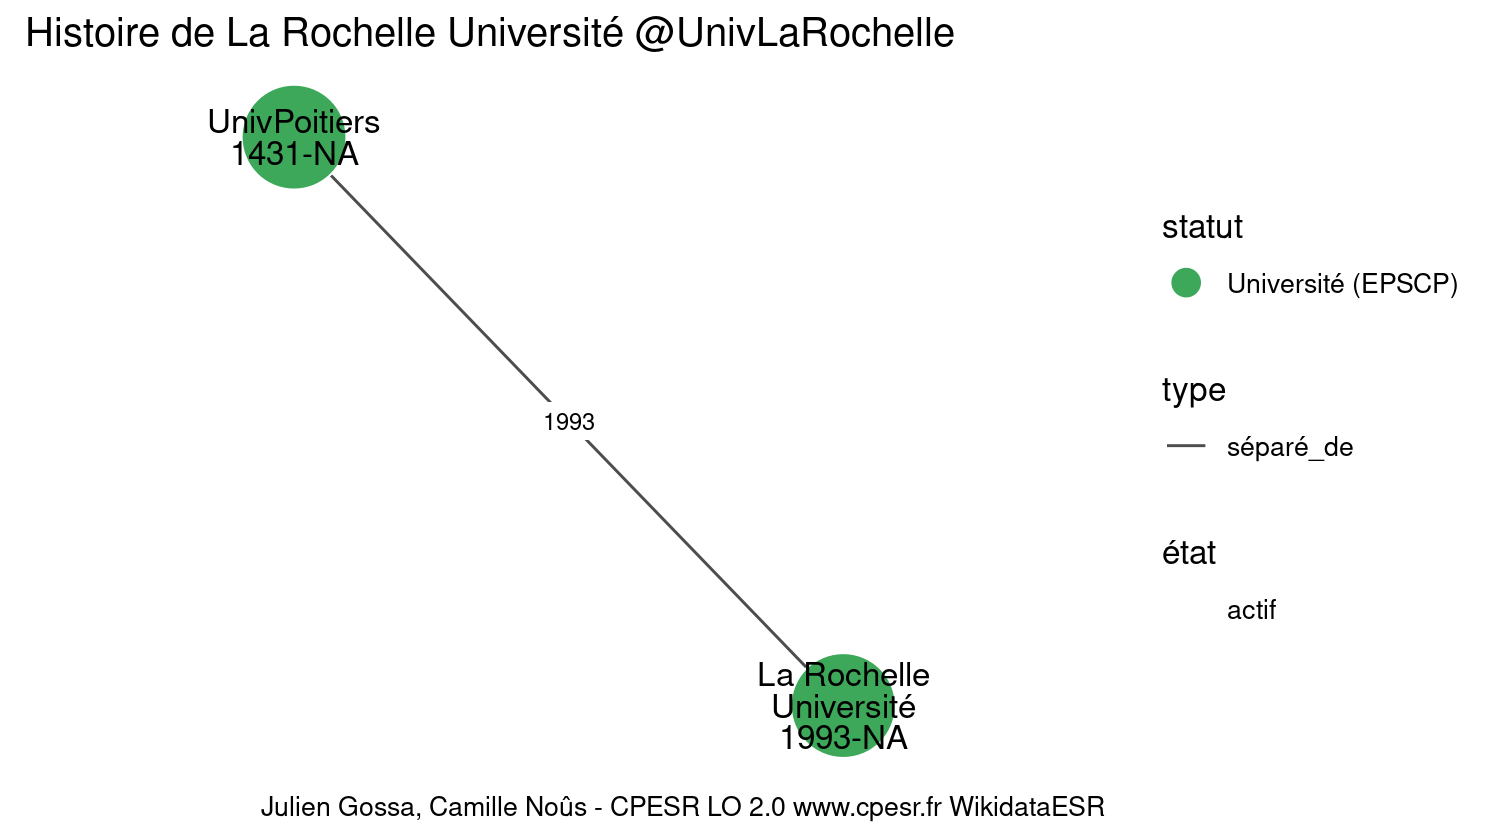 Histoire de La Rochelle Université @UnivLaRochelle
UnivPoitiers
1431-NA
1993
La Rochelle
Université
1993-NA
statut
Université (EPSCP)
type
séparé_de
état
actif
Julien Gossa, Camille Noûs - CPESR LO 2.0 www.cpesr.fr WikidataESR